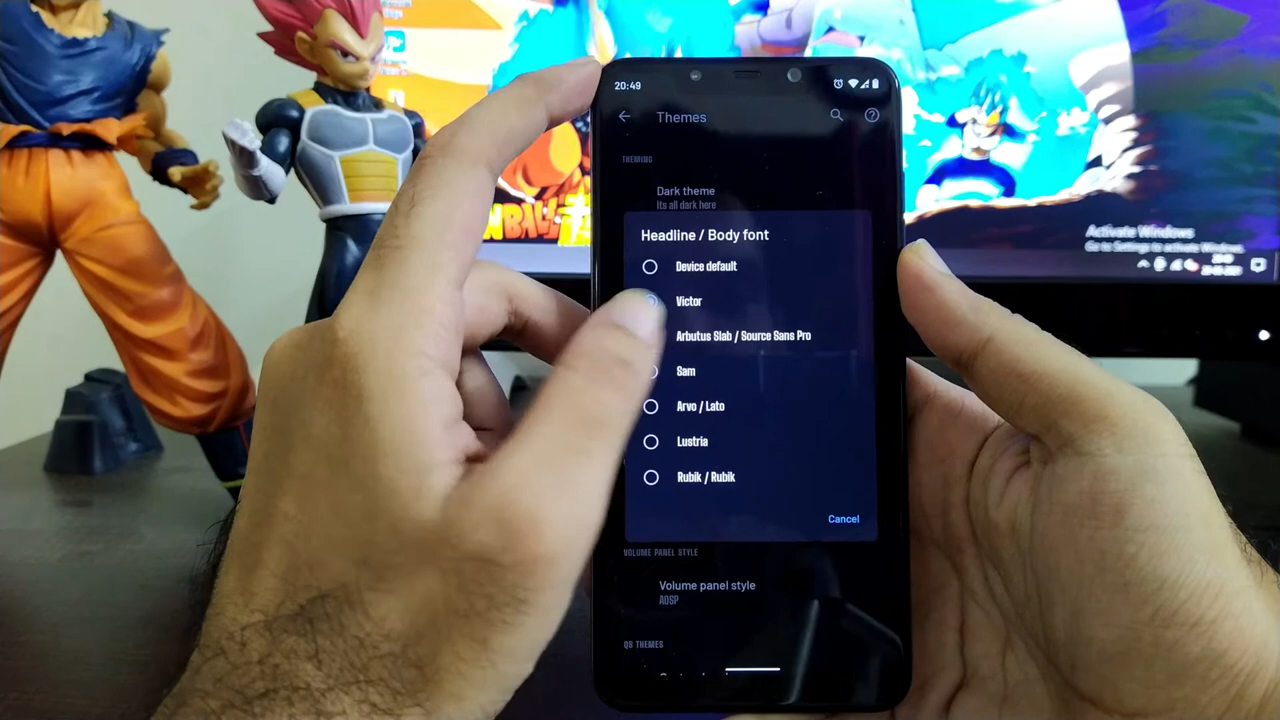 20:49
Themes
THEMING
Dark theme
Its all dark here
Headline / Body font
Device default
Victor
Arbutus Slab / Source Sans Pro
Sam
Arvo / Lato
Lustria
Rubik / Rubik
Cancel
VOLUME PANEL STYLE
Volume panel style
ADSP
QS THEMES
Activate Windows
Go to Settings to activate Windows.